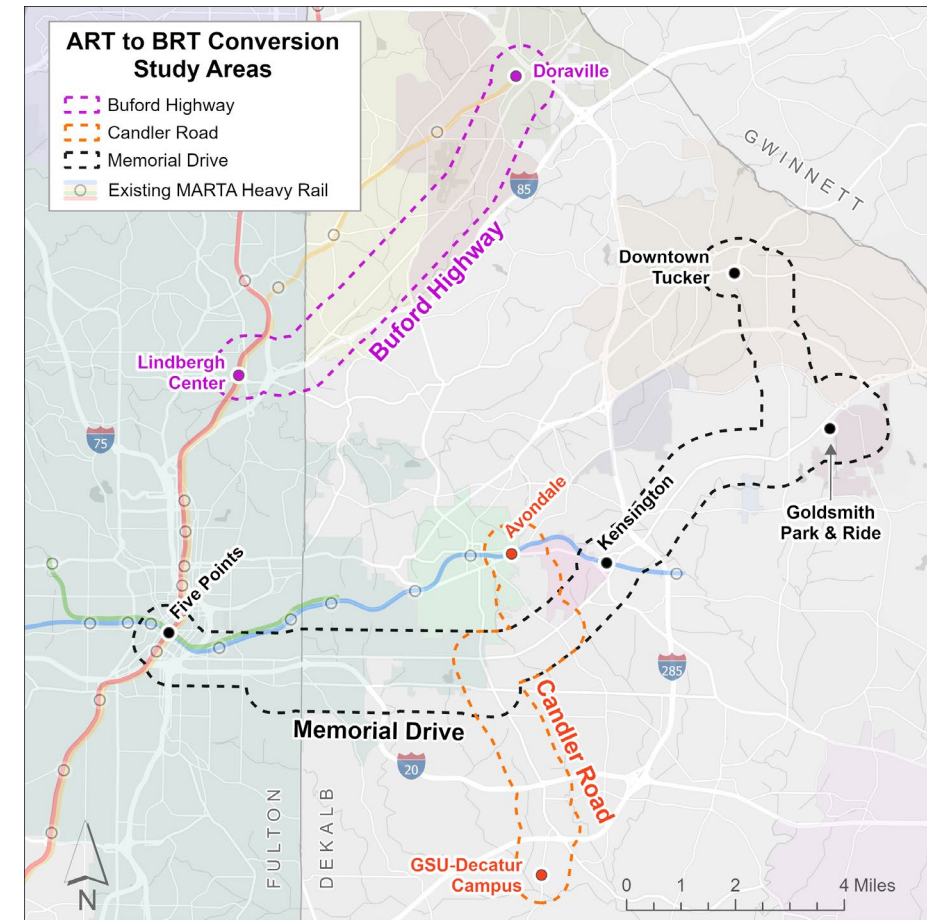 ART to BRT Conversion
Study Areas
Buford Highway
Candler Road
Memorial Drive
Existing MARTA Heavy Rail
Doraville
85
GWINNETT
Buford Highway
Downtown
Tucker
Lindbergh
Center
75
Avondale
Kensington
Goldsmith
Park & Ride
Five Points
285
Candler Road
Memorial Drive
20
FULTON
DEKALB
GSU-Decatur
Campus
N
0 1 2 4 Miles